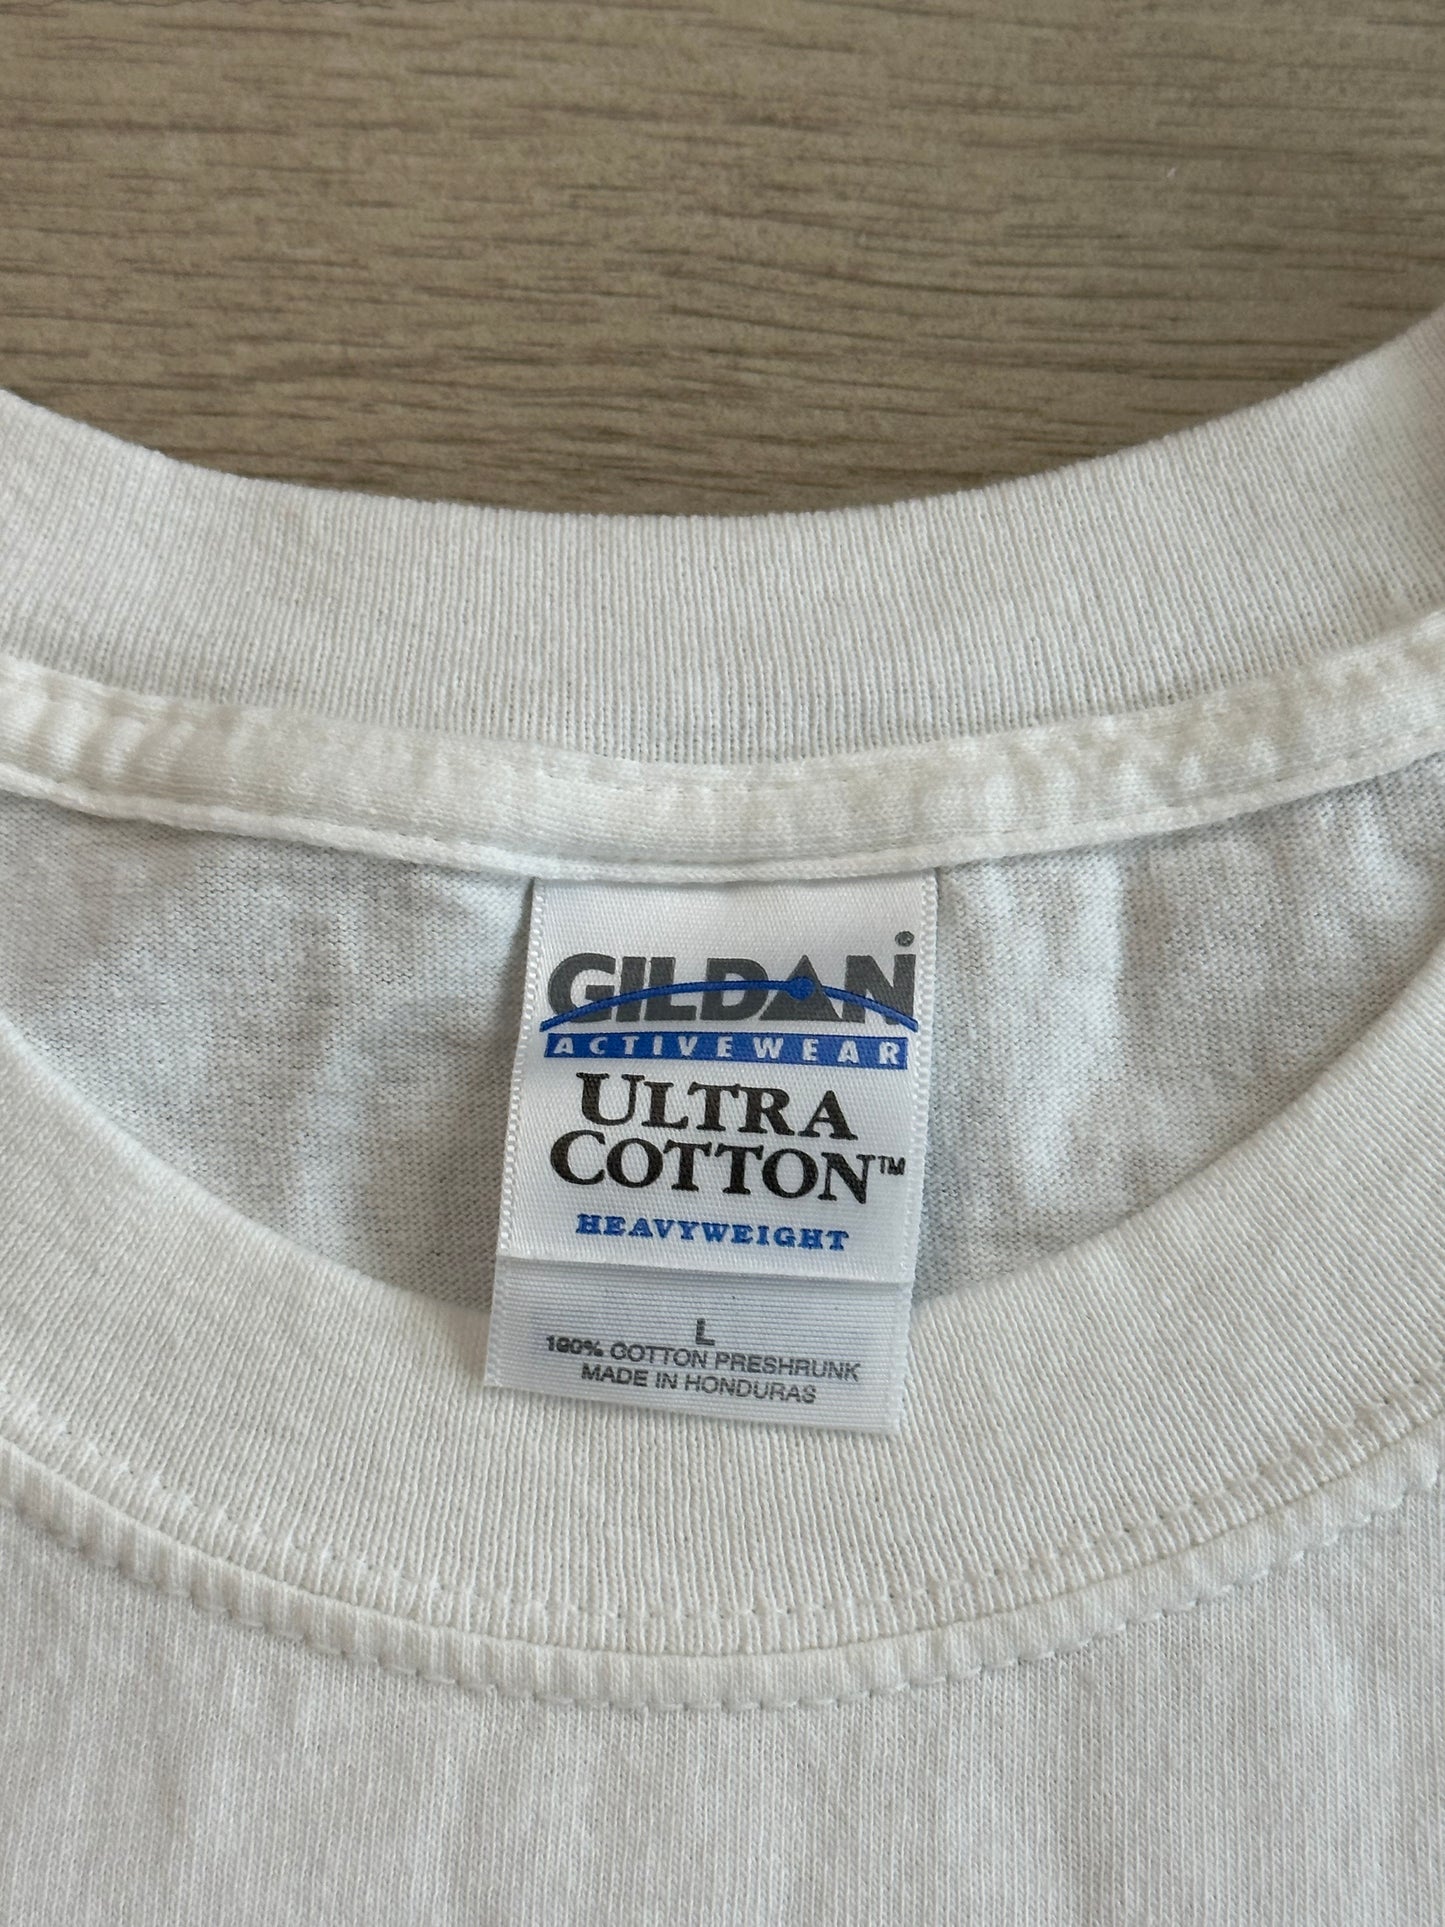 GILDAN®
ACTIVEWEAR
ULTRA
COTTON™
HEAVYWEIGHT
L
100% COTTON PRESHRUNK
MADE IN HONDURAS